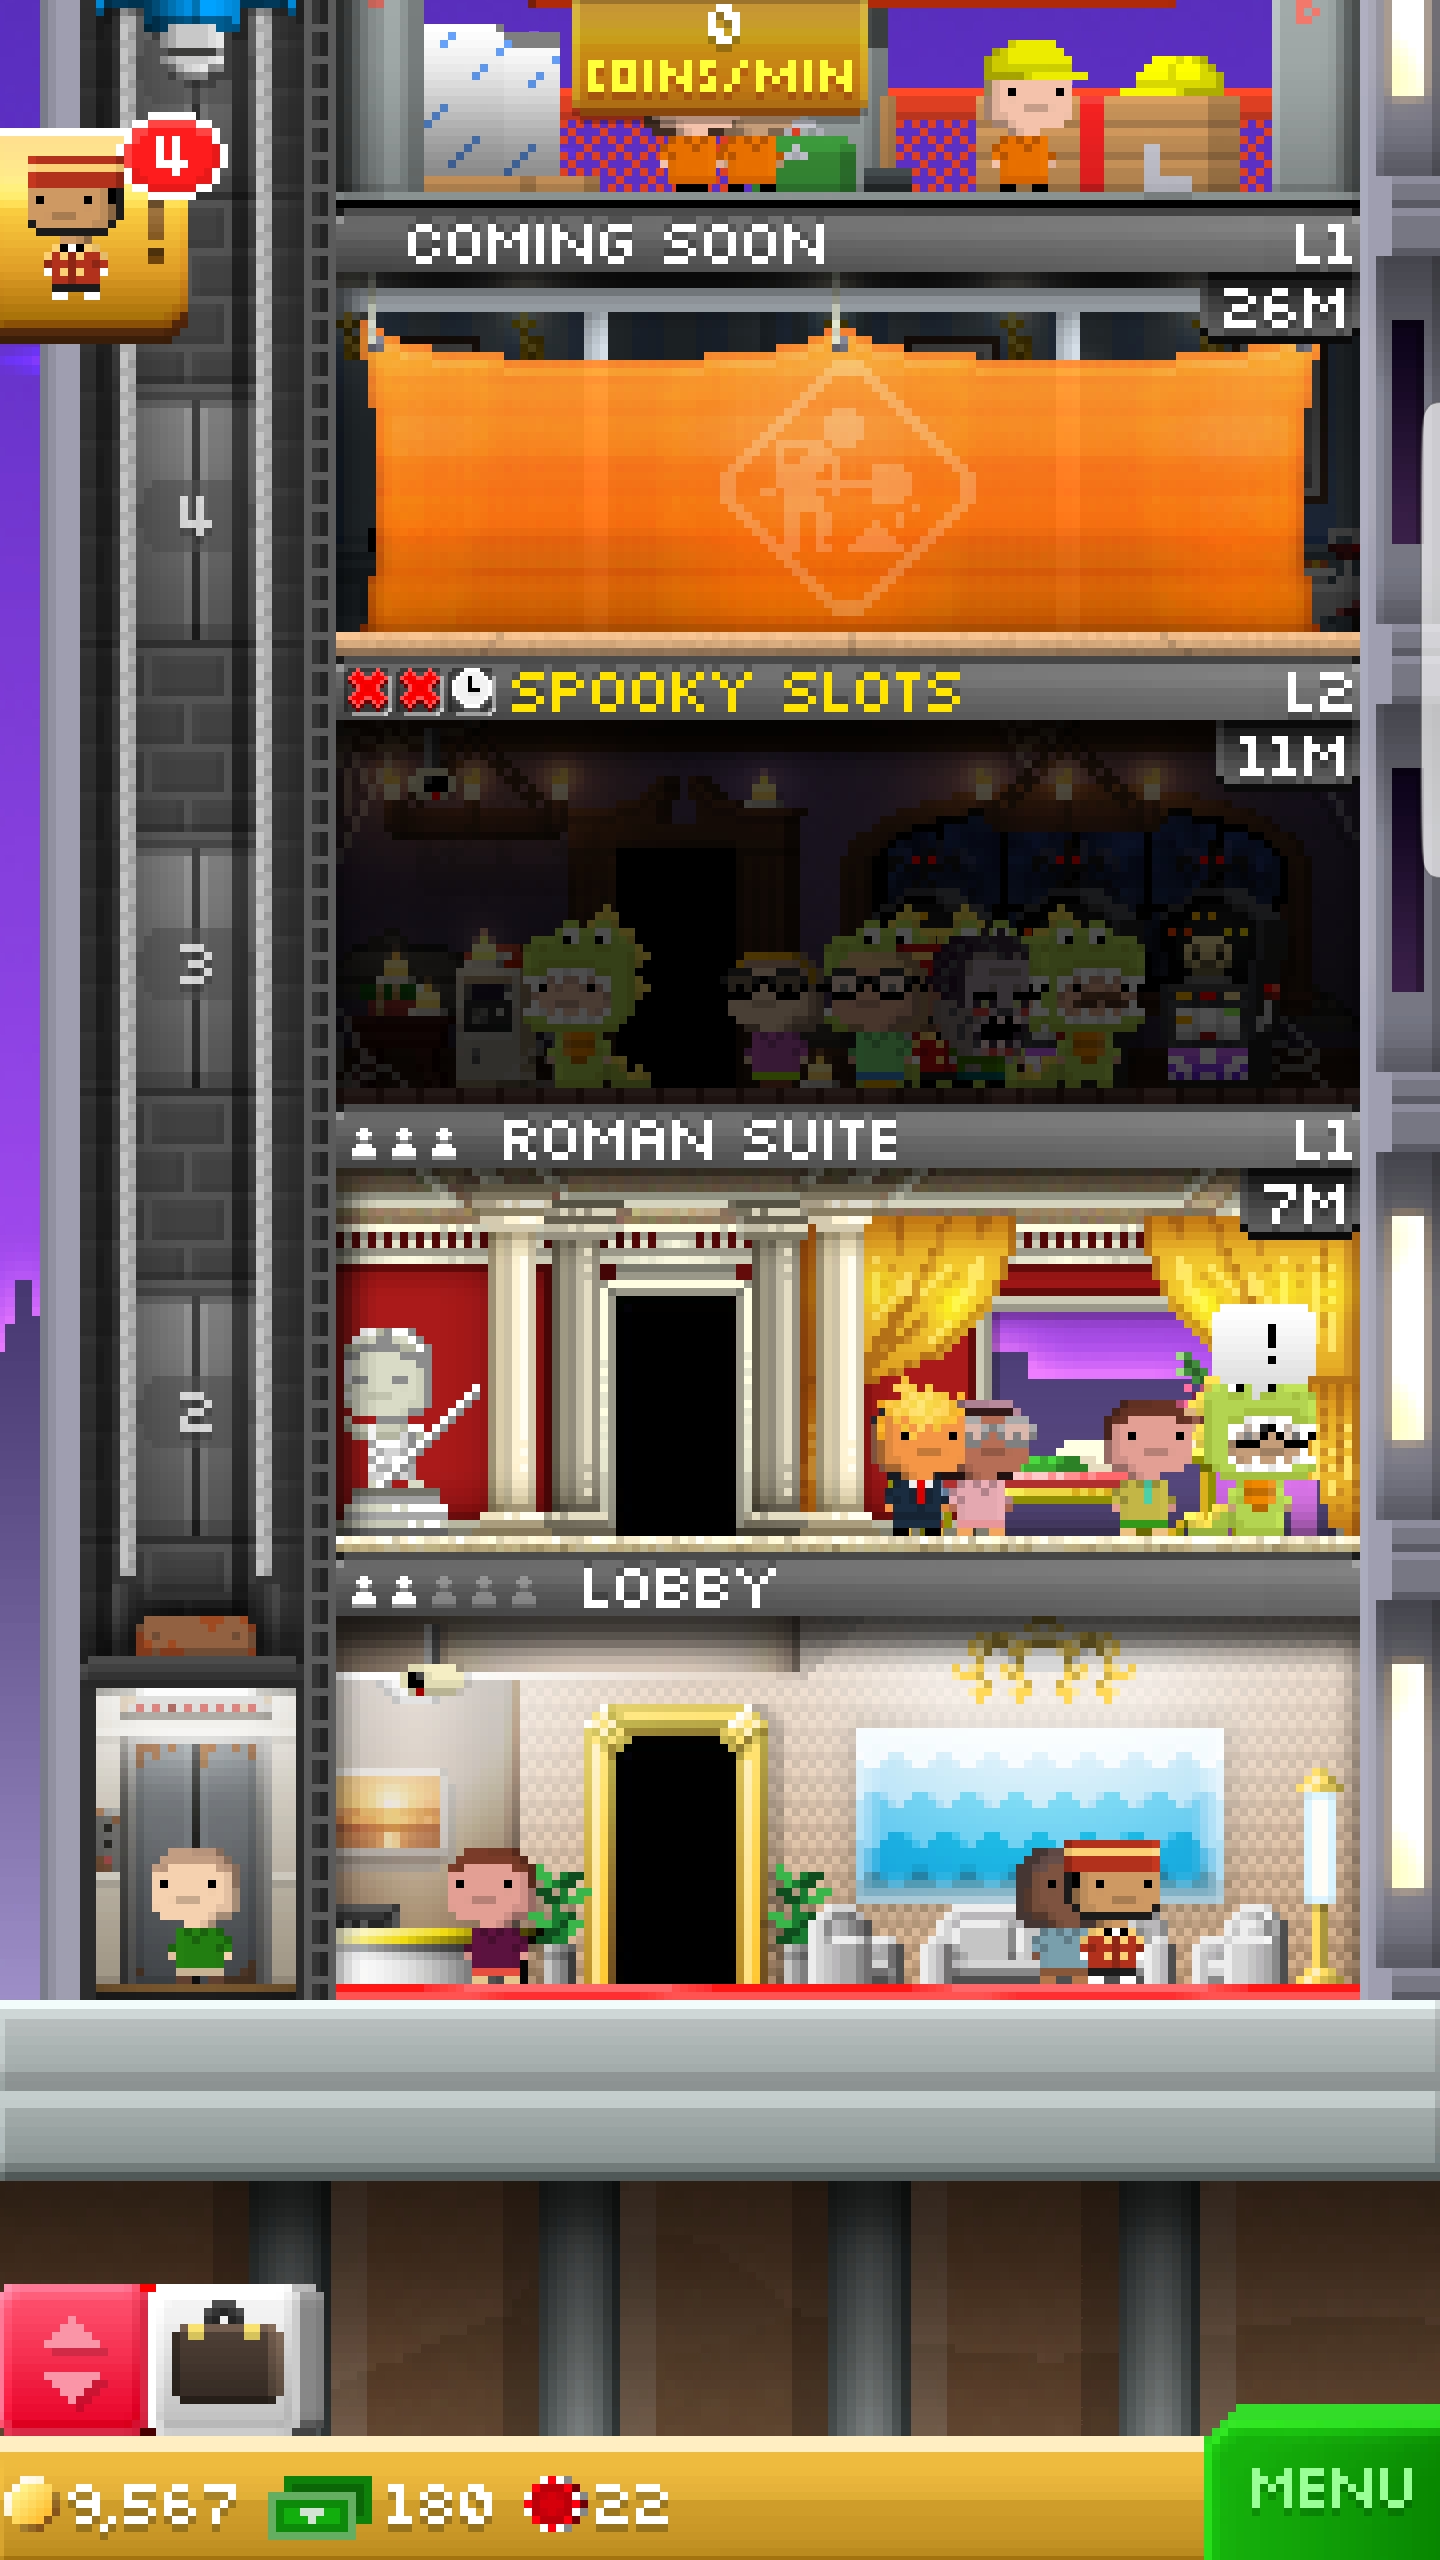 0
COINS/MIN
4
!
COMING SOON L1
26M
4
SPOOKY SLOTS L2
11M
3
ROMAN SUITE L1
7M
!
2
LOBBY
9,567 180 22
MENU